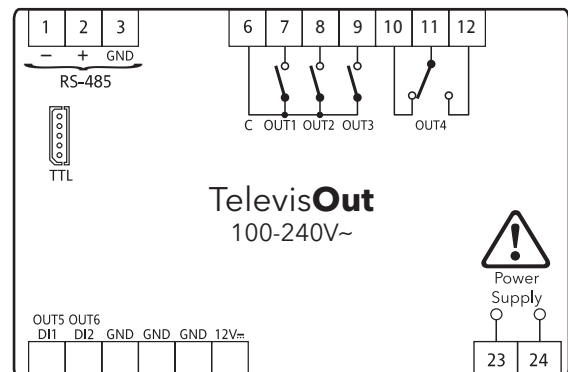 1 2 3
− + GND
RS-485
TTL
6 7 8 9 10 11 12
C OUT1 OUT2 OUT3 OUT4
TelevisOut
100-240V~
Power
Supply
OUT5 OUT6
DI1 DI2 GND GND GND 12V⎓
23 24